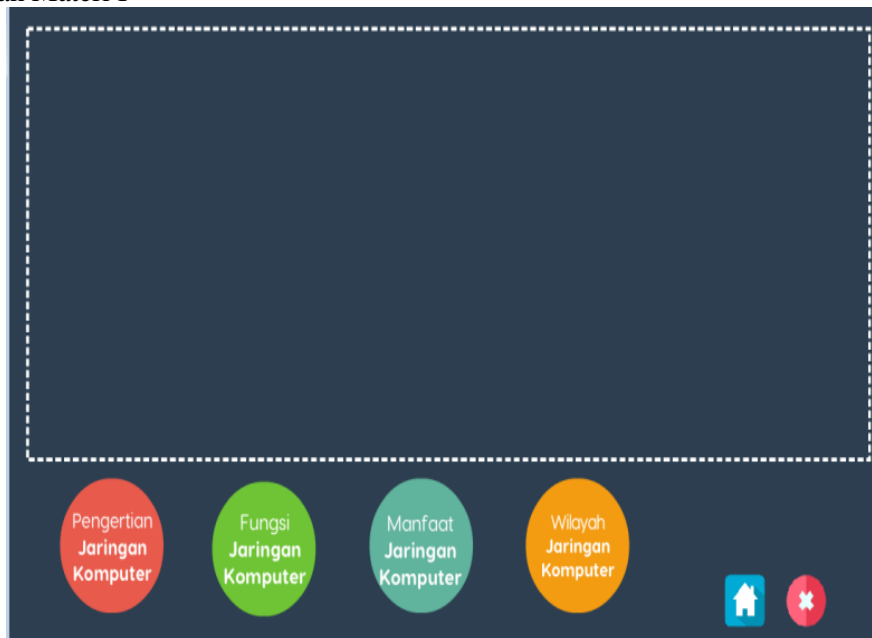 Pengertian
Jaringan
Komputer
Fungsi
Jaringan
Komputer
Manfaat
Jaringan
Komputer
Wilayah
Jaringan
Komputer